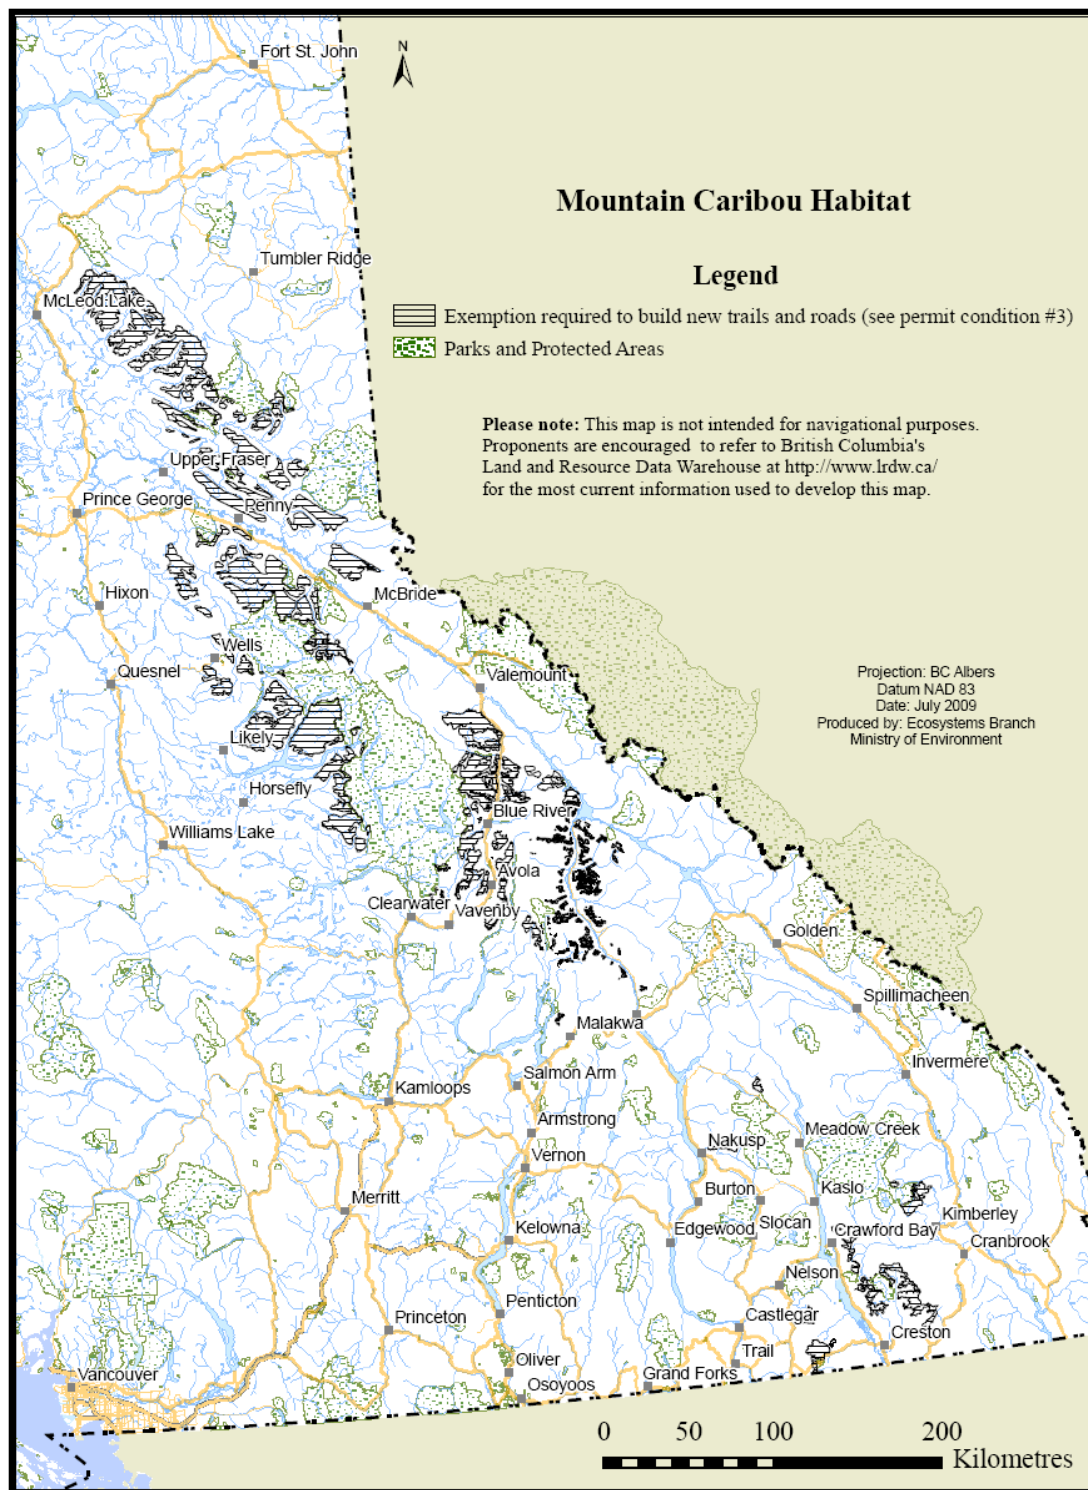 Fort St. John
N
Mountain Caribou Habitat
Legend
Tumbler Ridge
McLeod Lake
Exemption required to build new trails and roads (see permit condition #3)
Parks and Protected Areas
Please note: This map is not intended for navigational purposes.
Proponents are encouraged to refer to British Columbia's
Land and Resource Data Warehouse at http://www.lrdw.ca/
for the most current information used to develop this map.
Upper Fraser
Prince George
Penny
Hixon
McBride
Wells
Quesnel
Valemount
Projection: BC Albers
Datum NAD 83
Date: July 2009
Produced by: Ecosystems Branch
Ministry of Environment
Likely
Horsefly
Blue River
Williams Lake
Avola
Clearwater
Vavenby
Golden
Spillimacheen
Malakwa
Invermere
Salmon Arm
Kamloops
Armstrong
Meadow Creek
Nakusp
Vernon
Merritt
Burton
Kaslo
Kimberley
Kelowna
Edgewood
Slocan
Crawford Bay
Cranbrook
Nelson
Penticton
Princeton
Castlegar
Creston
Trail
Oliver
Vancouver
Grand Forks
Osoyoos
0 50 100 200
Kilometres